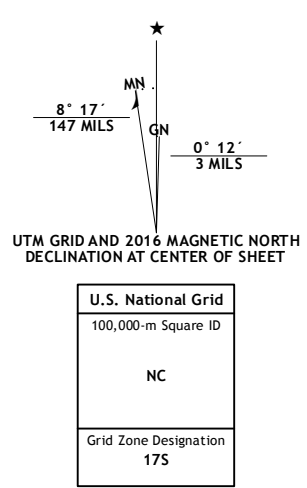 MN
8° 17´
147 MILS
GN
0° 12´
3 MILS
UTM GRID AND 2016 MAGNETIC NORTH
DECLINATION AT CENTER OF SHEET
U.S. National Grid
100,000-m Square ID
NC
Grid Zone Designation
17S